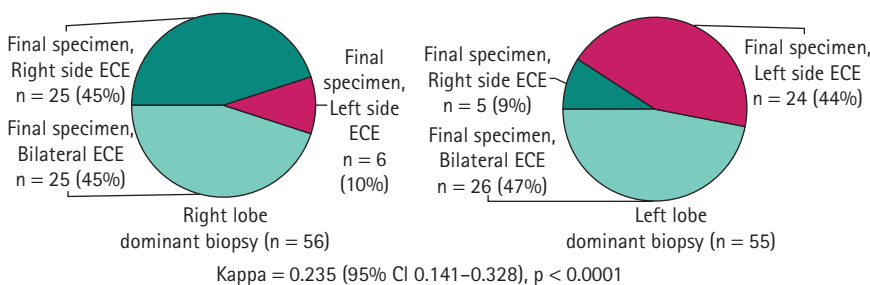 Final specimen,
Right side ECE
n = 25 (45%)
Final specimen,
Bilateral ECE
n = 25 (45%)
Final
specimen,
Left side
ECE
n = 6
(10%)
Right lobe
dominant biopsy (n = 56)
Final specimen,
Right side ECE
n = 5 (9%)
Final specimen,
Bilateral ECE
n = 26 (47%)
Final specimen,
Left side ECE
n = 24 (44%)
Left lobe
dominant biopsy (n = 55)
Kappa = 0.235 (95% CI 0.141–0.328), p < 0.0001